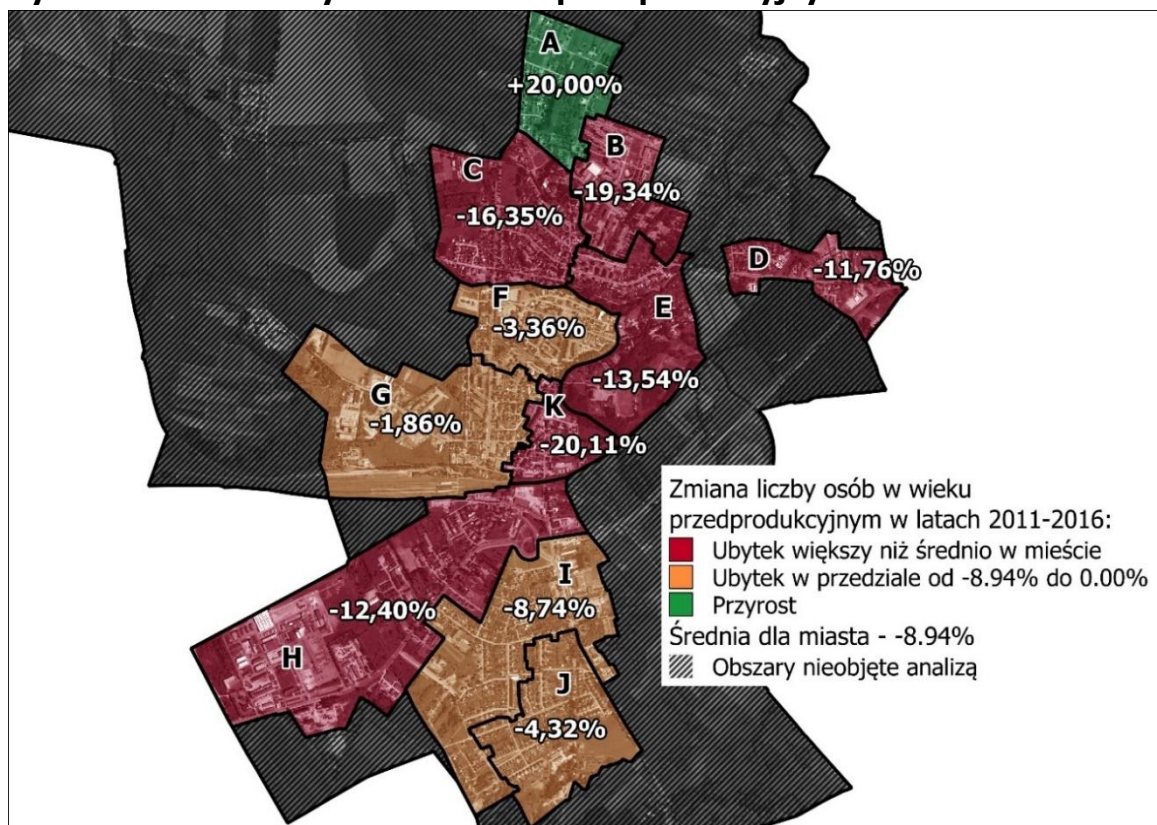 A
+20,00%
B
-19,34%
C
-16,35%
D
-11,76%
E
-13,54%
F
-3,36%
G
-1,86%
K
-20,11%
H
-12,40%
I
-8,74%
J
-4,32%
Zmiana liczby osób w wieku
przedprodukcyjnym w latach 2011-2016:
Ubytek większy niż średnio w mieście
Ubytek w przedziale od -8.94% do 0.00%
Przyrost
Średnia dla miasta - -8.94%
Obszary nieobjęte analizą